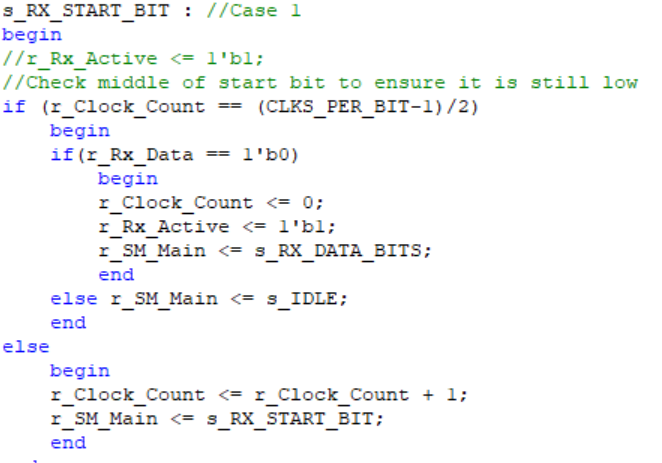 s_RX_START_BIT : //Case 1
begin
//r_Rx_Active <= 1'b1;
//Check middle of start bit to ensure it is still low
if (r_Clock_Count == (CLKS_PER_BIT-1)/2)
begin
if(r_Rx_Data == 1'b0)
begin
r_Clock_Count <= 0;
r_Rx_Active <= 1'b1;
r_SM_Main <= s_RX_DATA_BITS;
end
else r_SM_Main <= s_IDLE;
end
else
begin
r_Clock_Count <= r_Clock_Count + 1;
r_SM_Main <= s_RX_START_BIT;
end